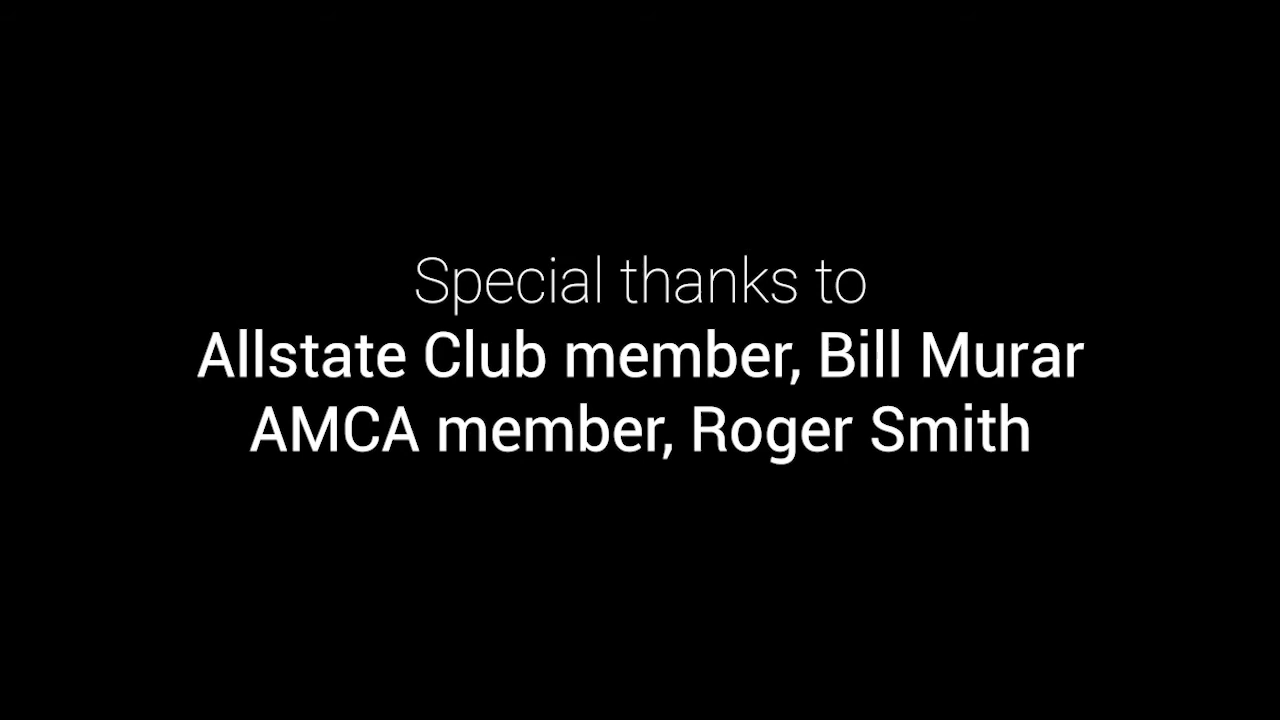 Special thanks to
Allstate Club member, Bill Murar
AMCA member, Roger Smith